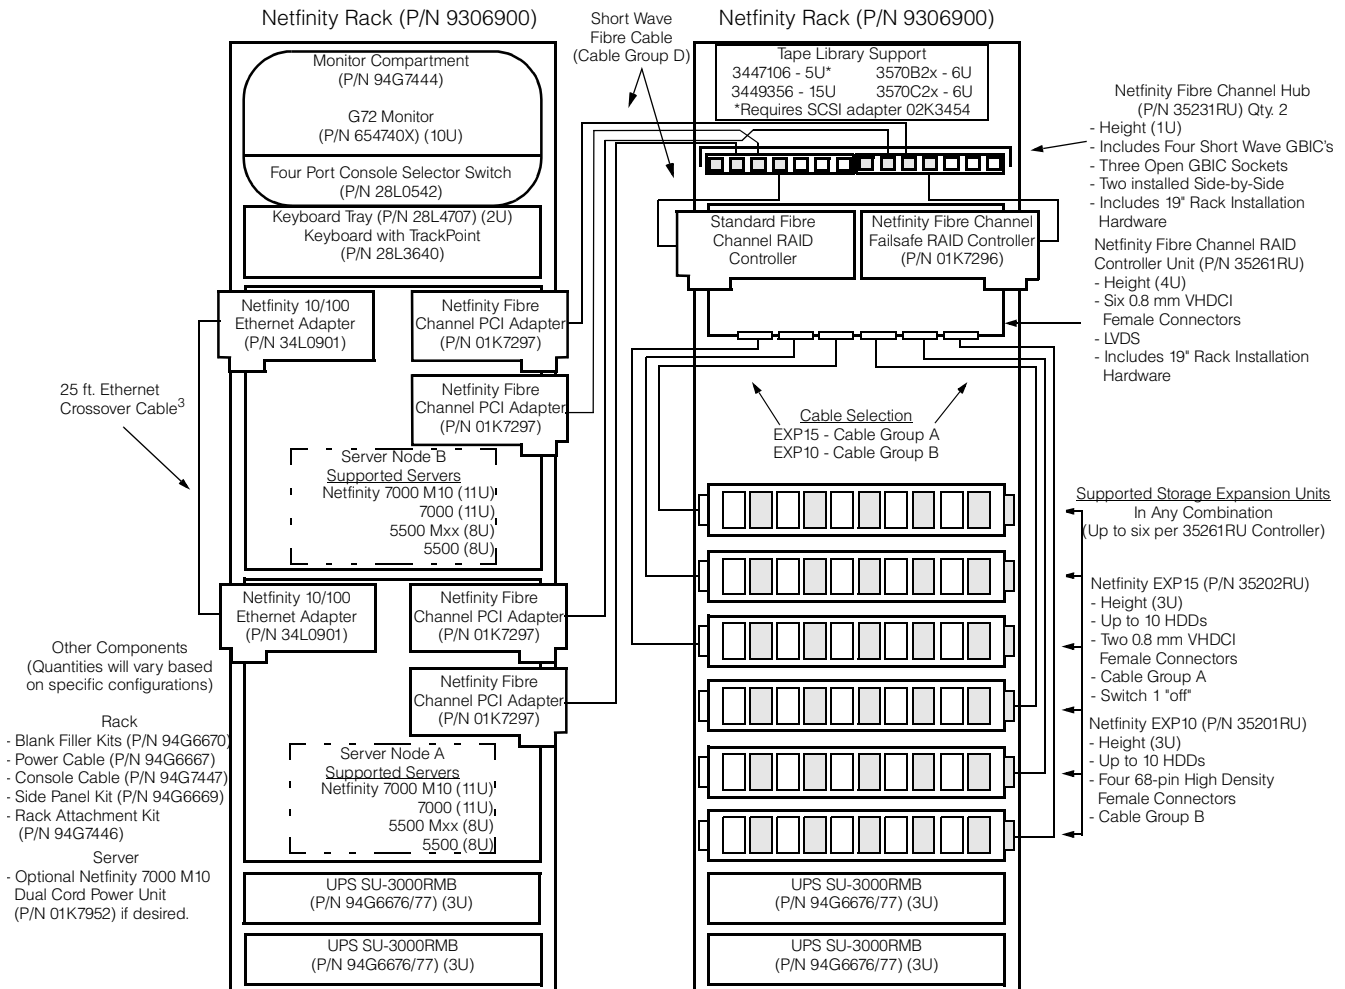 Netfinity Rack (P/N 9306900)
Monitor Compartment
(P/N 94G7444)
G72 Monitor
(P/N 654740X) (10U)
Four Port Console Selector Switch
(P/N 28L0542)
Keyboard Tray (P/N 28L4707) (2U)
Keyboard with TrackPoint
(P/N 28L3640)
Netfinity 10/100
Ethernet Adapter
(P/N 34L0901)
Netfinity Fibre
Channel PCI Adapter
(P/N 01K7297)
Netfinity Fibre
Channel PCI Adapter
(P/N 01K7297)
25 ft. Ethernet
Crossover Cable3
Server Node B
Supported Servers
Netfinity 7000 M10 (11U)
7000 (11U)
5500 Mxx (8U)
5500 (8U)
Netfinity 10/100
Ethernet Adapter
(P/N 34L0901)
Netfinity Fibre
Channel PCI Adapter
(P/N 01K7297)
Netfinity Fibre
Channel PCI Adapter
(P/N 01K7297)
Server Node A
Supported Servers
Netfinity 7000 M10 (11U)
7000 (11U)
5500 Mxx (8U)
5500 (8U)
UPS SU-3000RMB
(P/N 94G6676/77) (3U)
UPS SU-3000RMB
(P/N 94G6676/77) (3U)
Other Components
(Quantities will vary based
on specific configurations)
Rack
- Blank Filler Kits (P/N 94G6670)
- Power Cable (P/N 94G6667)
- Console Cable (P/N 94G7447)
- Side Panel Kit (P/N 94G6669)
- Rack Attachment Kit
(P/N 94G7446)
Server
- Optional Netfinity 7000 M10
Dual Cord Power Unit
(P/N 01K7952) if desired.
Short Wave
Fibre Cable
(Cable Group D)
Netfinity Rack (P/N 9306900)
Tape Library Support
3447106 - 5U* 3570B2x - 6U
3449356 - 15U 3570C2x - 6U
*Requires SCSI adapter 02K3454
Standard Fibre
Channel RAID
Controller
Netfinity Fibre Channel
Failsafe RAID Controller
(P/N 01K7296)
Cable Selection
EXP15 - Cable Group A
EXP10 - Cable Group B
UPS SU-3000RMB
(P/N 94G6676/77) (3U)
UPS SU-3000RMB
(P/N 94G6676/77) (3U)
Netfinity Fibre Channel Hub
(P/N 35231RU) Qty. 2
- Height (1U)
- Includes Four Short Wave GBIC's
- Three Open GBIC Sockets
- Two installed Side-by-Side
- Includes 19" Rack Installation
Hardware
Netfinity Fibre Channel RAID
Controller Unit (P/N 35261RU)
- Height (4U)
- Six 0.8 mm VHDCI
Female Connectors
- LVDS
- Includes 19" Rack Installation
Hardware
Supported Storage Expansion Units
In Any Combination
(Up to six per 35261RU Controller)
Netfinity EXP15 (P/N 35202RU)
- Height (3U)
- Up to 10 HDDs
- Two 0.8 mm VHDCI
Female Connectors
- Cable Group A
- Switch 1 "off"
Netfinity EXP10 (P/N 35201RU)
- Height (3U)
- Up to 10 HDDs
- Four 68-pin High Density
Female Connectors
- Cable Group B